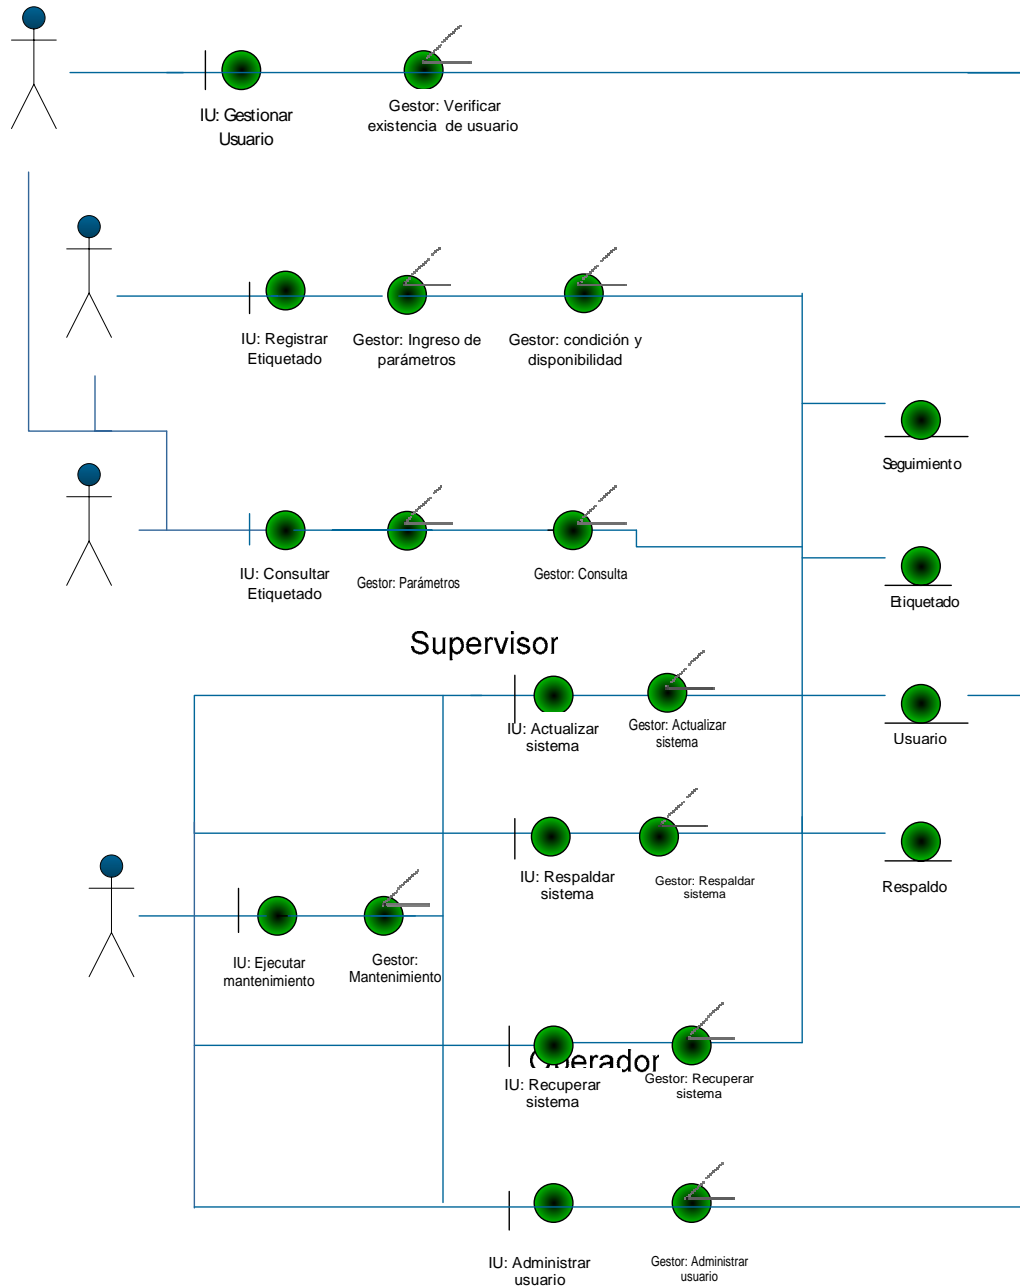 IU: Gestionar
Usuario
Gestor: Verificar
existencia de usuario
IU: Registrar
Etiquetado
Gestor: Ingreso de
parámetros
Gestor: condición y
disponibilidad
Seguimiento
IU: Consultar
Etiquetado
Gestor: Parámetros
Gestor: Consulta
Etiquetado
Supervisor
IU: Actualizar
sistema
Gestor: Actualizar
sistema
Usuario
IU: Respaldar
sistema
Gestor: Respaldar
sistema
Respaldo
IU: Ejecutar
mantenimiento
Gestor:
Mantenimiento
Operador
IU: Recuperar
sistema
Gestor: Recuperar
sistema
IU: Administrar
usuario
Gestor: Administrar
usuario